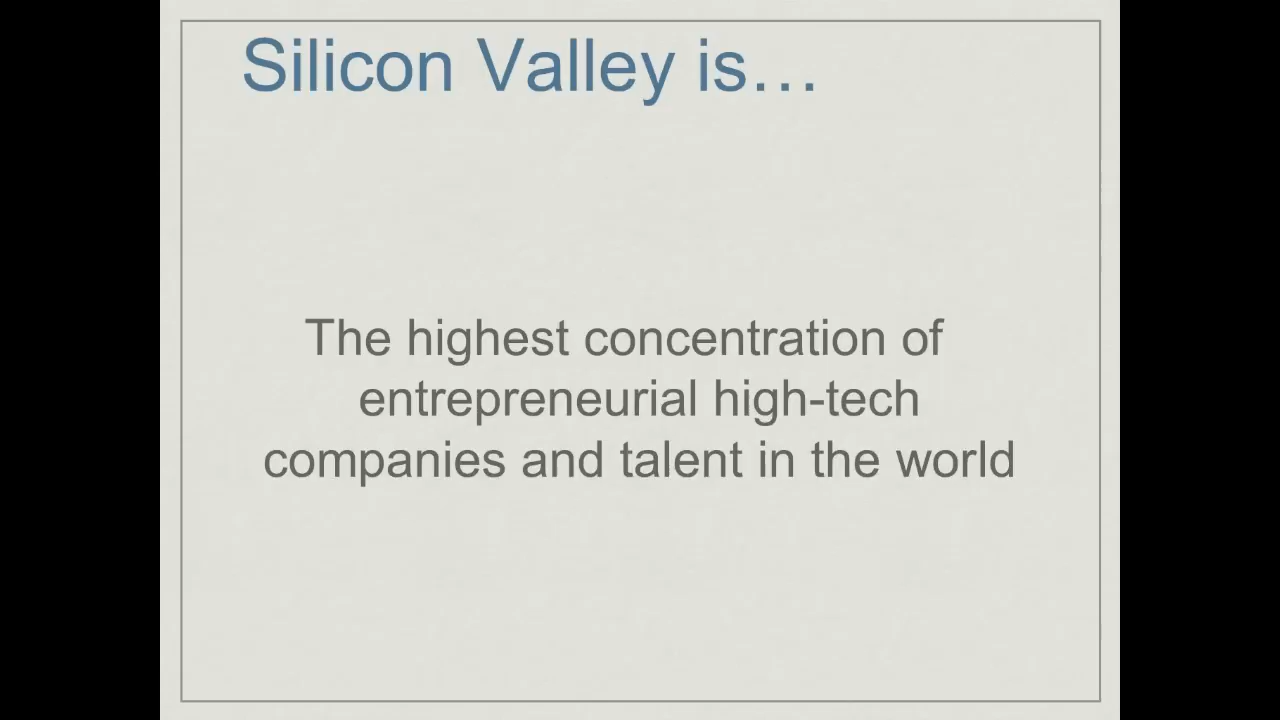 Silicon Valley is…
The highest concentration of
entrepreneurial high-tech
companies and talent in the world